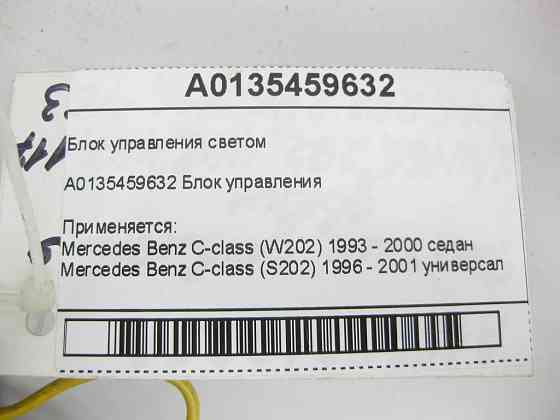 A0135459632
Блок управления светом
A0135459632 Блок управления
Применяется:
Mercedes Benz C-class (W202) 1993 - 2000 седан
Mercedes Benz C-class (S202) 1996 - 2001 универсал